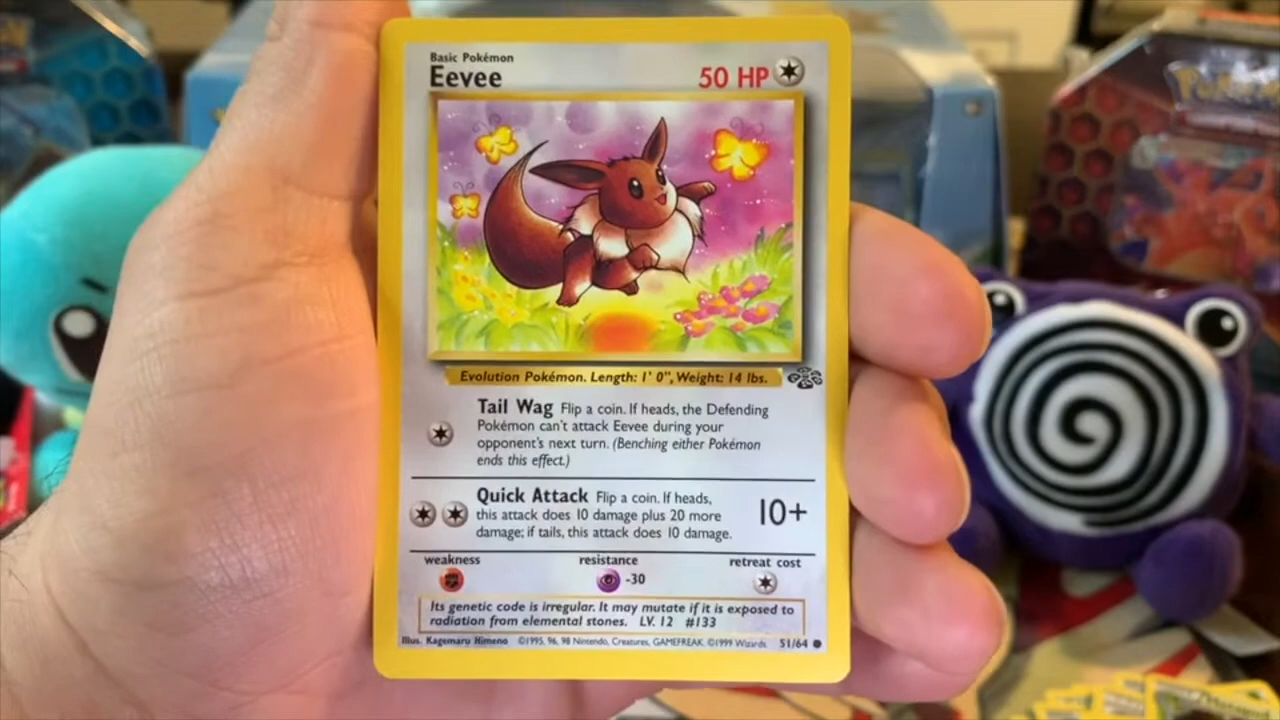 Basic Pokémon
Eevee
50 HP
Evolution Pokémon. Length: 1' 0", Weight: 14 lbs.
Tail Wag Flip a coin. If heads, the Defending
Pokémon can't attack Eevee during your
opponent's next turn. (Benching either Pokémon
ends this effect.)
Quick Attack Flip a coin. If heads,
this attack does 10 damage plus 20 more
damage; if tails, this attack does 10 damage.
10+
weakness
resistance
retreat cost
-30
Its genetic code is irregular. It may mutate if it is exposed to
radiation from elemental stones. LV. 12 #133
Illus. Kagemaru Himeno ©1995, 96, 98 Nintendo, Creatures, GAMEFREAK. ©1999 Wizards. 51/64
POKÉMON